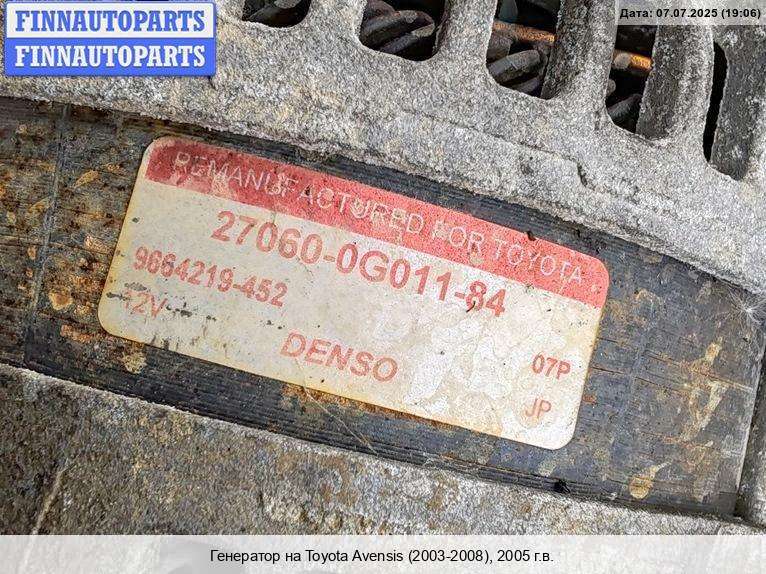 FINNAUTOPARTS
FINNAUTOPARTS
Дата: 07.07.2025 (19:06)
REMANUFACTURED FOR TOYOTA
27060-0G011-84
9664219-452
12V
DENSO
07P
JP
Генератор на Toyota Avensis (2003-2008), 2005 г.в.